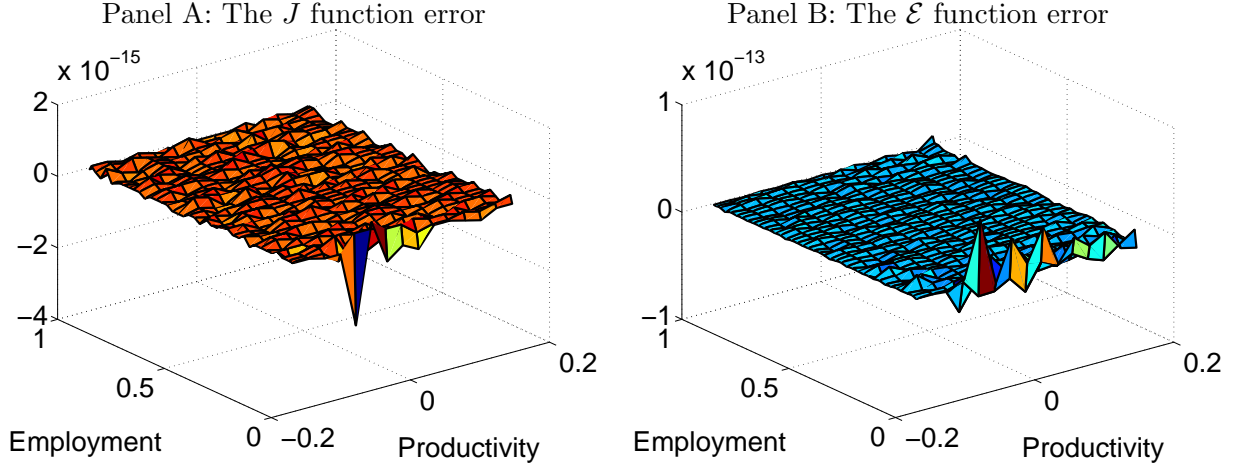 Panel A: The J function error
x 10−15
2
0
−2
−4
1
0.5
0
−0.2
0
0.2
Employment
Productivity
Panel B: The ℰ function error
x 10−13
1
0
−1
1
0.5
0
−0.2
0
0.2
Employment
Productivity